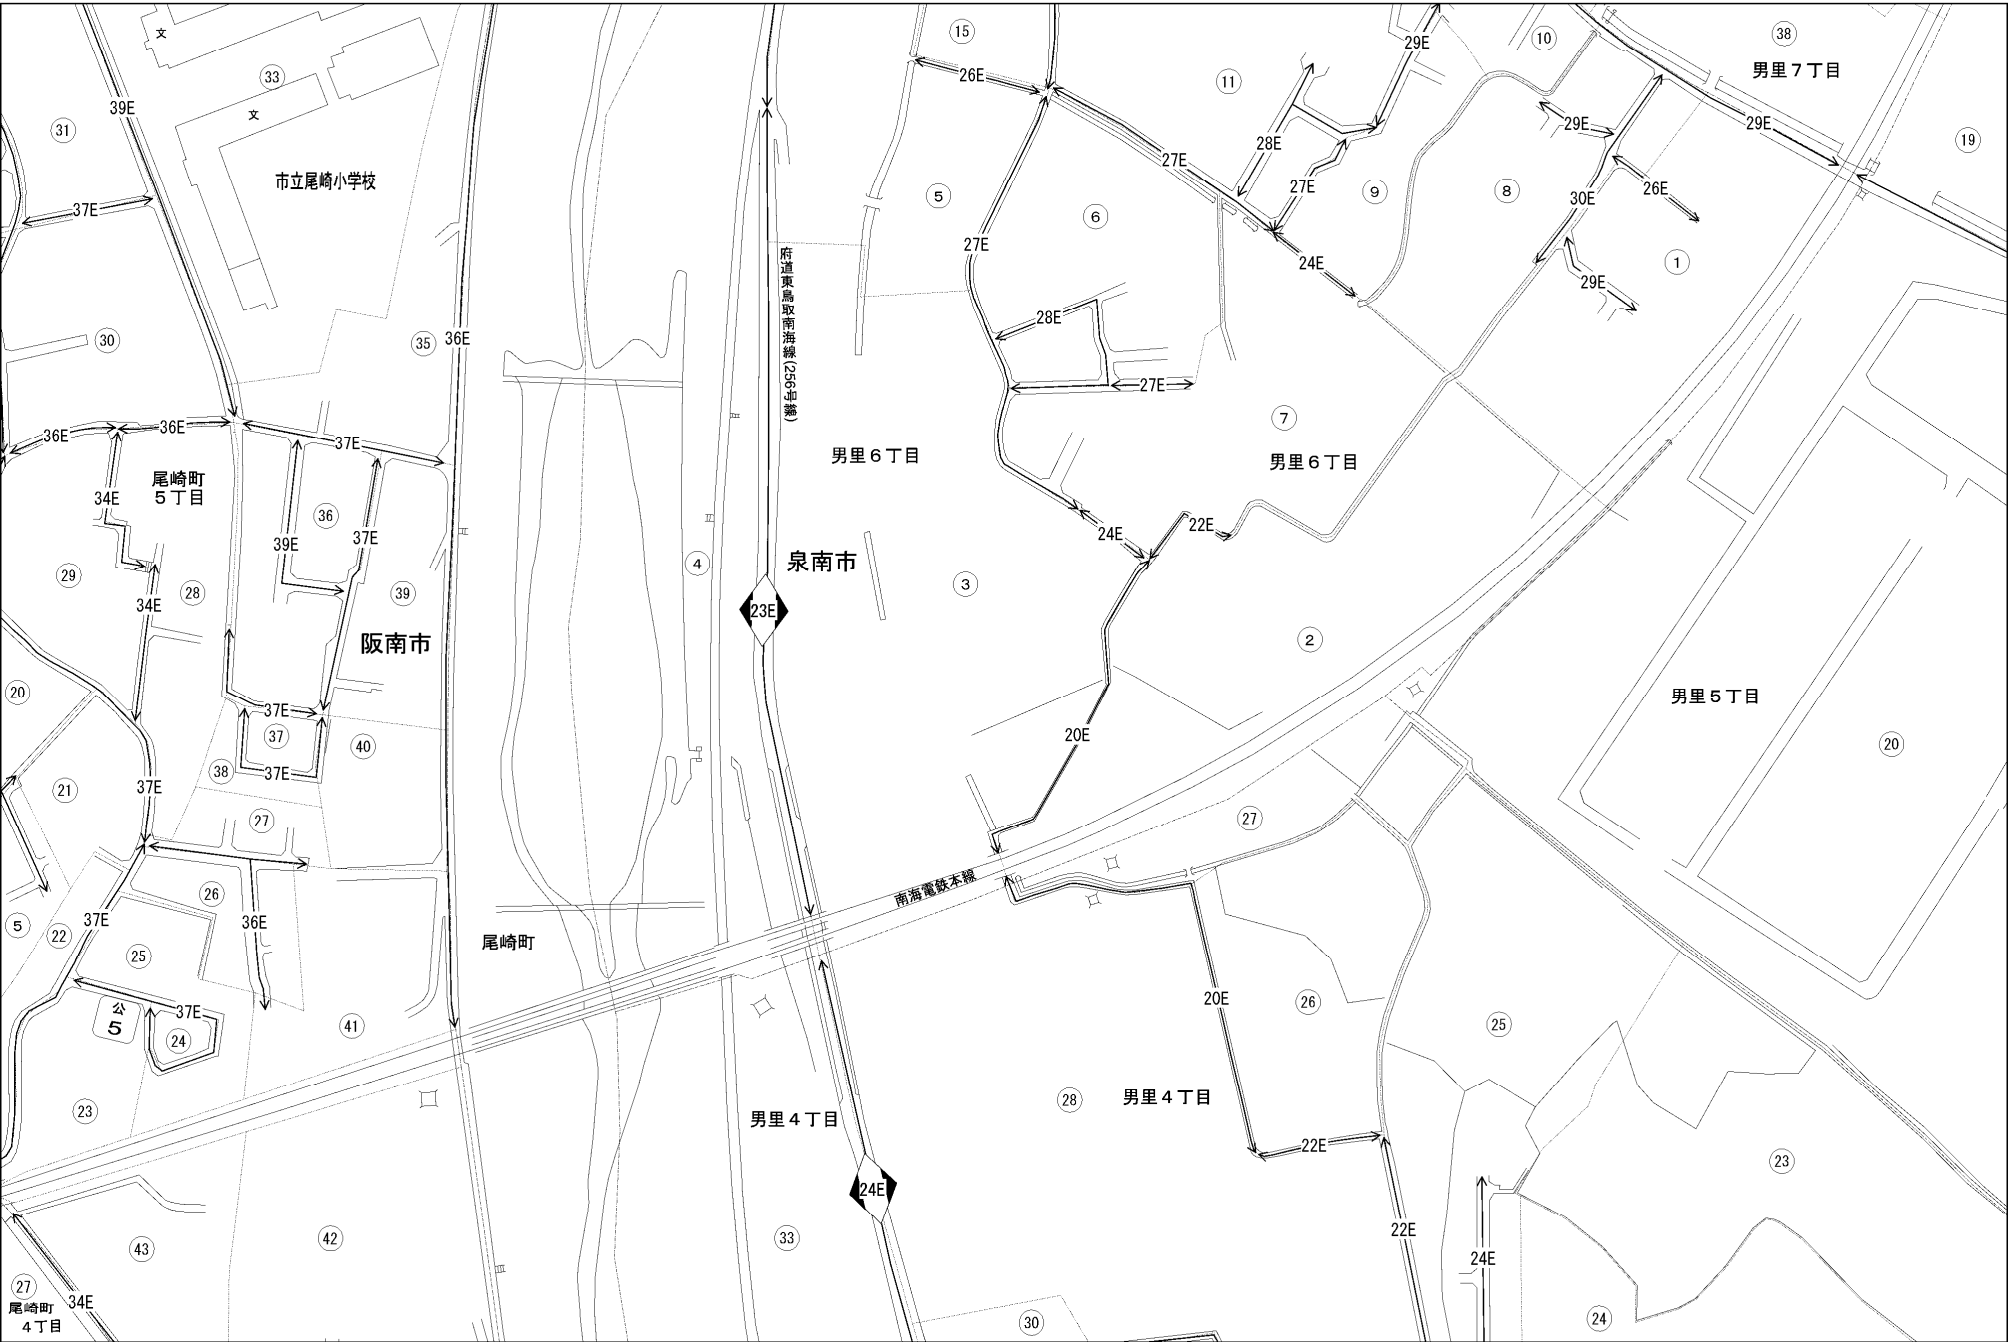 文
15
10
38
男里７丁目
29E
33
26E
11
39E
文
31
29E
29E
19
市立尾崎小学校
28E
27E
27E
9
8
26E
30E
37E
5
6
27E
24E
1
29E
府道東鳥取南海線(256号線)
28E
30
35
36E
27E
36E
36E
37E
7
男里６丁目
男里６丁目
尾崎町
５丁目
34E
36
39E
37E
22E
24E
泉南市
4
3
29
28
39
34E
23E
2
阪南市
20
37E
37
40
20E
男里５丁目
20
38
37E
21
37E
27
27
南海電鉄本線
26
36E
37E
5
22
尾崎町
25
公
5
37E
24
41
20E
26
25
23
男里４丁目
28
男里４丁目
22E
23
24E
43
42
33
22E
24E
27
尾崎町
４丁目
34E
30
24